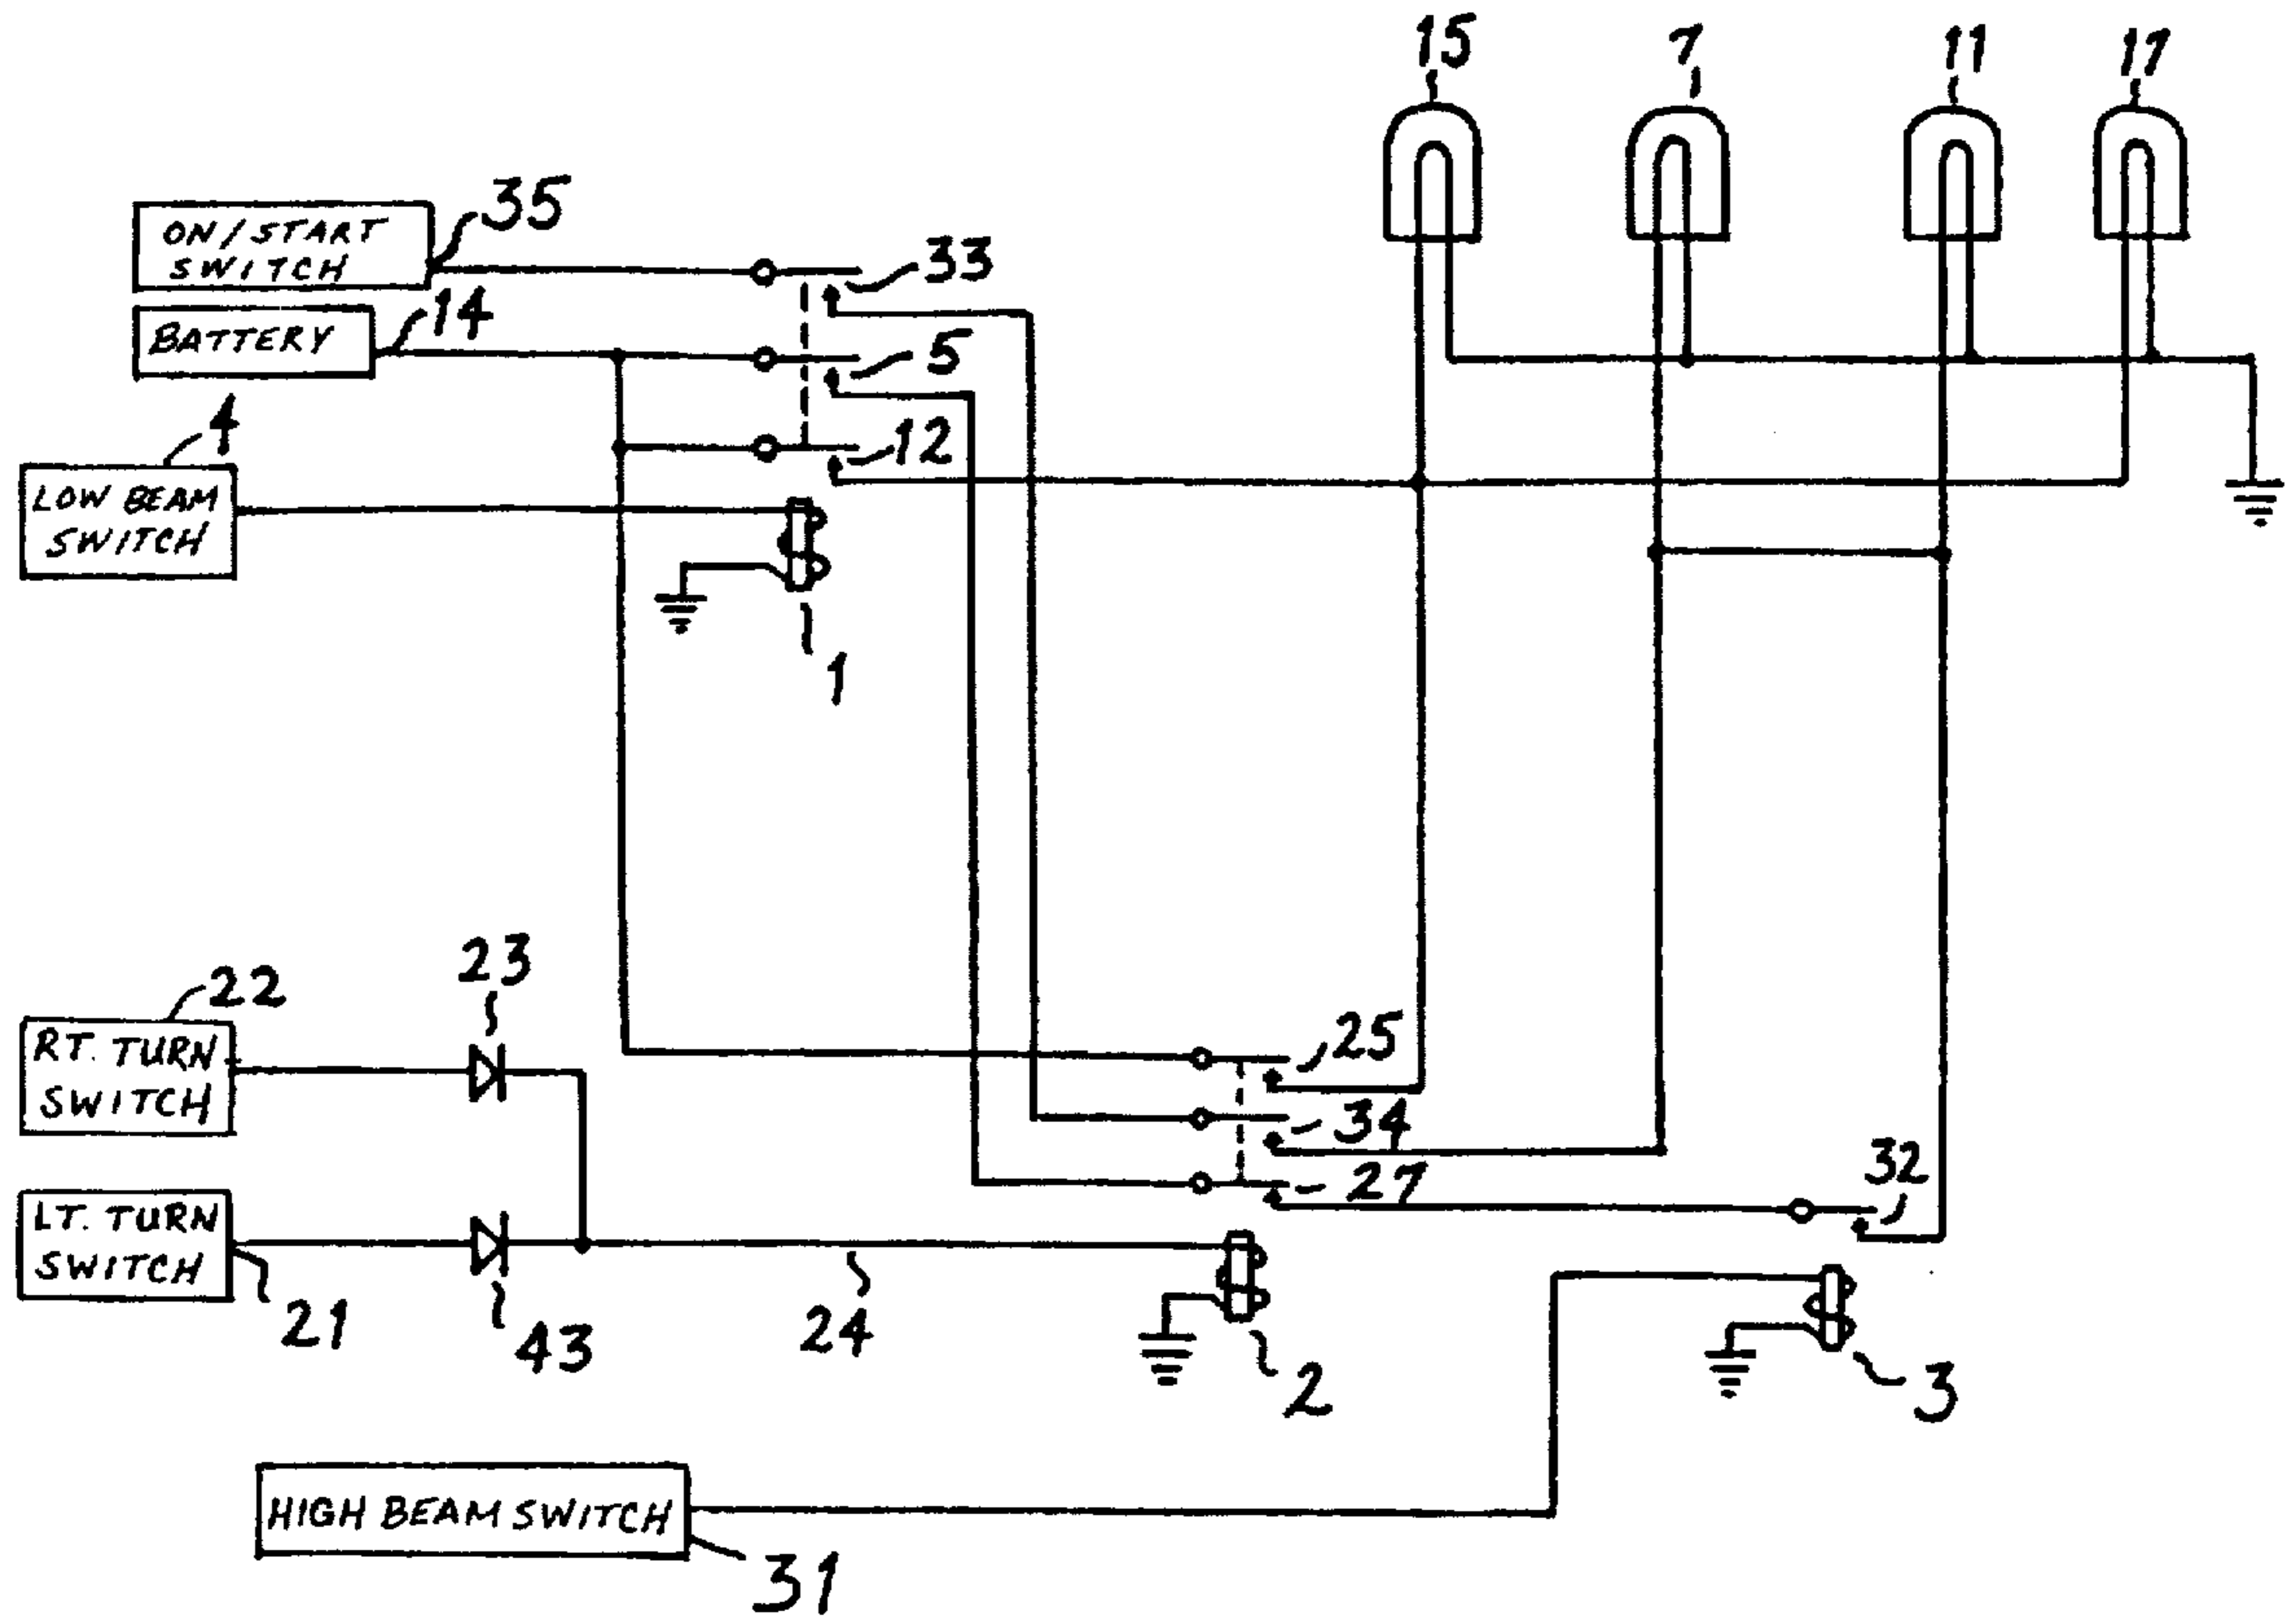 15
7
11
17
35
ON/START
SWITCH
33
14
BATTERY
5
4
12
LOW BEAM
SWITCH
1
23
22
RT. TURN
SWITCH
25
34
32
27
LT. TURN
SWITCH
21
43
24
2
3
HIGH BEAM SWITCH
31